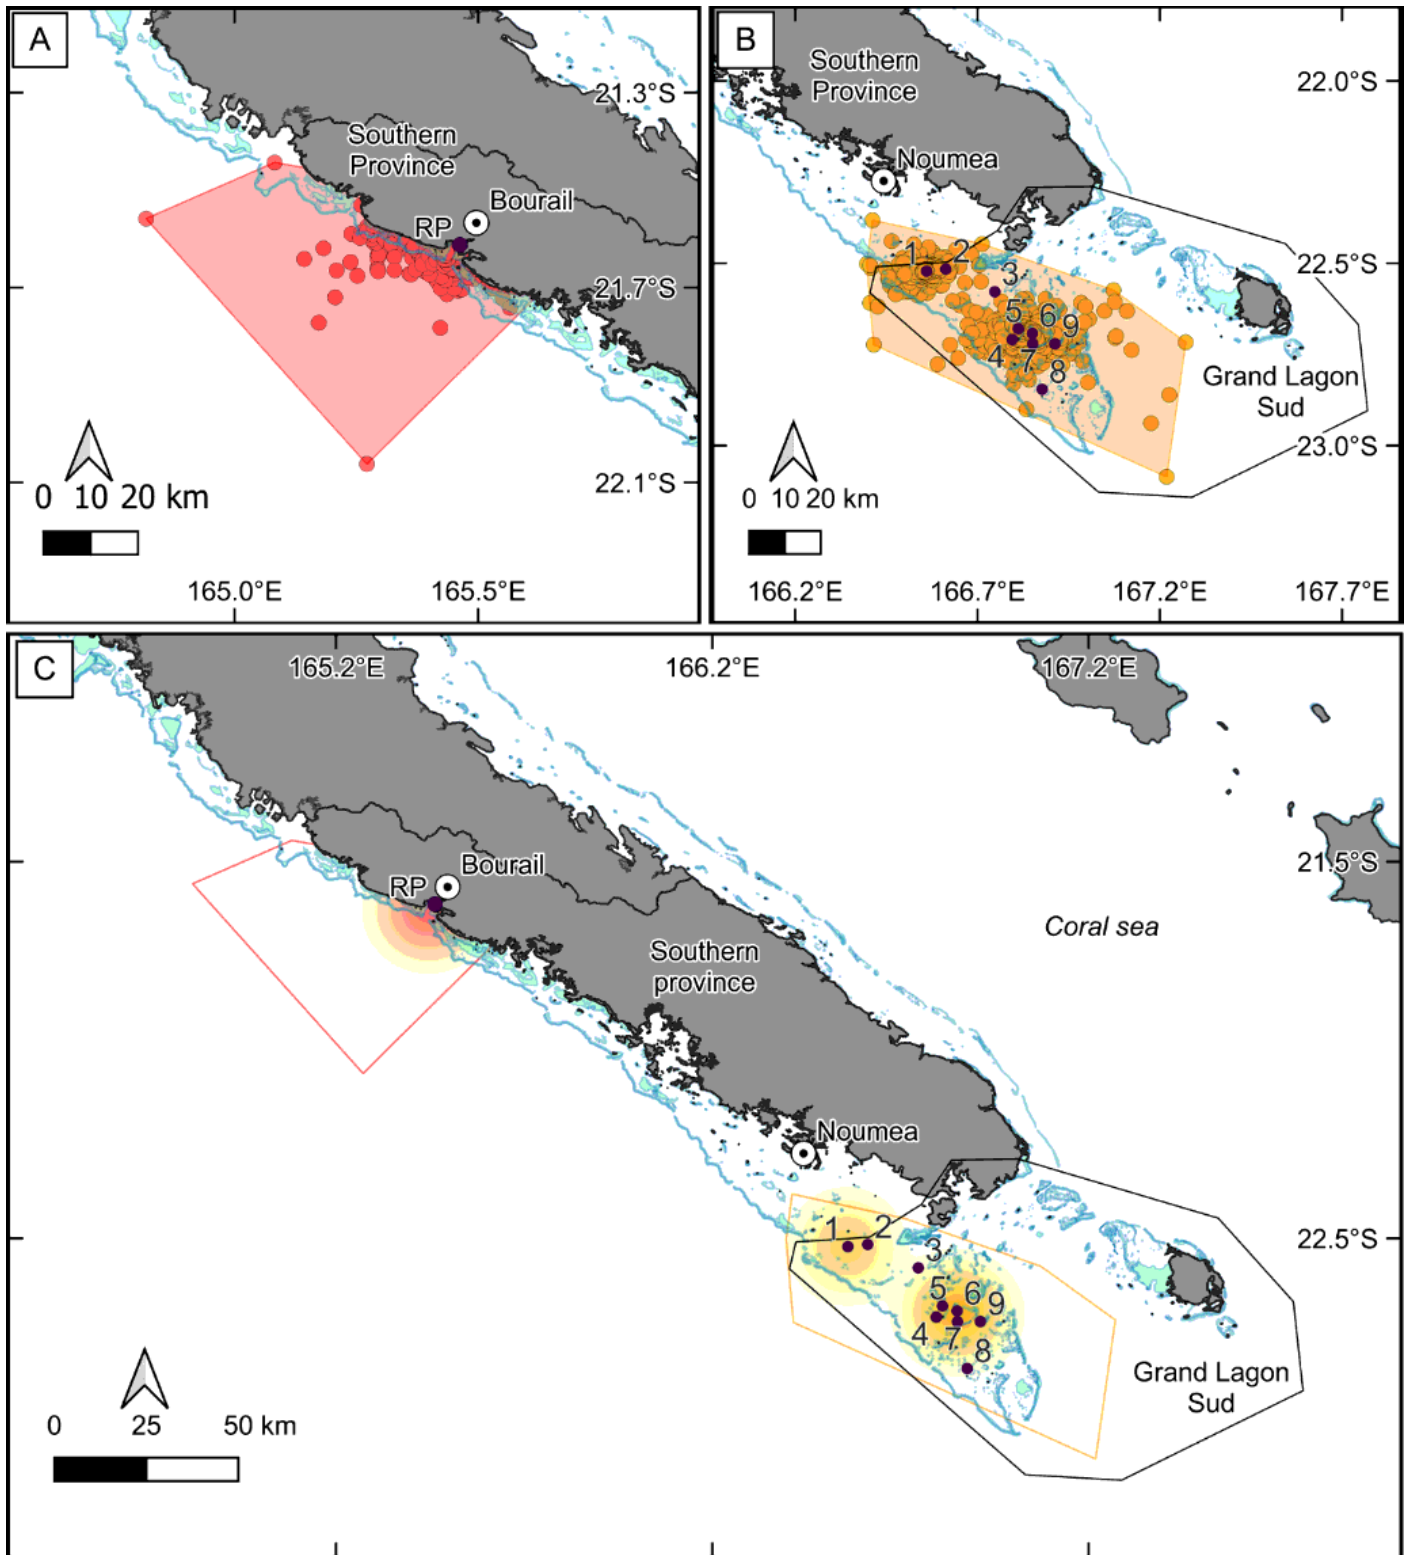 A
21.3°S
Southern
Province
Bourail
RP
21.7°S
22.1°S
0 10 20 km
165.0°E
165.5°E
B
Southern
Province
22.0°S
Noumea
1
2
22.5°S
3
5
6
9
4
7
8
Grand Lagon
Sud
23.0°S
0 10 20 km
166.2°E
166.7°E
167.2°E
167.7°E
C
165.2°E
166.2°E
167.2°E
21.5°S
Bourail
RP
Coral sea
Southern
province
Noumea
1
2
22.5°S
3
5
6
9
4
7
8
Grand Lagon
Sud
0 25 50 km